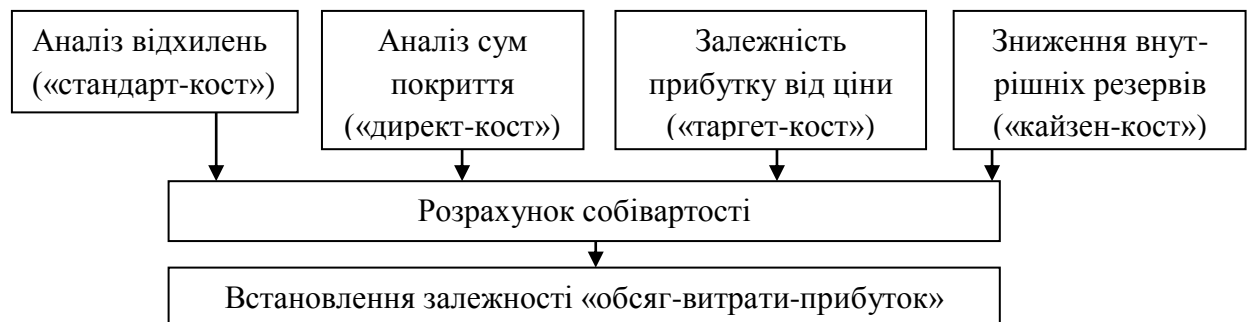 Аналіз відхилень
(«стандарт-кост»)
Аналіз сум
покриття
(«директ-кост»)
Залежність
прибутку від ціни
(«таргет-кост»)
Зниження внут-
рішніх резервів
(«кайзен-кост»)
Розрахунок собівартості
Встановлення залежності «обсяг-витрати-прибуток»